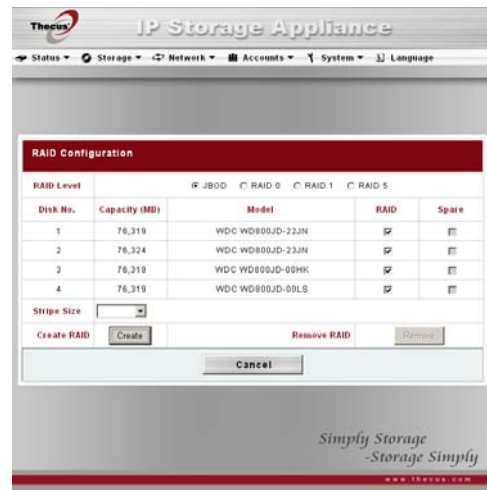 Thecus
IP Storage Appliance
Status Storage Network Accounts System Language
RAID Configuration
RAID Level JBOD RAID 0 RAID 1 RAID 5
Disk No. Capacity (MB) Model RAID Spare
1 76,319 WDC WD800JD-22JN
2 76,324 WDC WD800JD-23JN
3 76,319 WDC WD800JD-00HK
4 76,319 WDC WD800JD-00LS
Stripe Size
Create RAID Create Remove RAID Remove
Cancel
Simply Storage
-Storage Simply
www.thecus.com